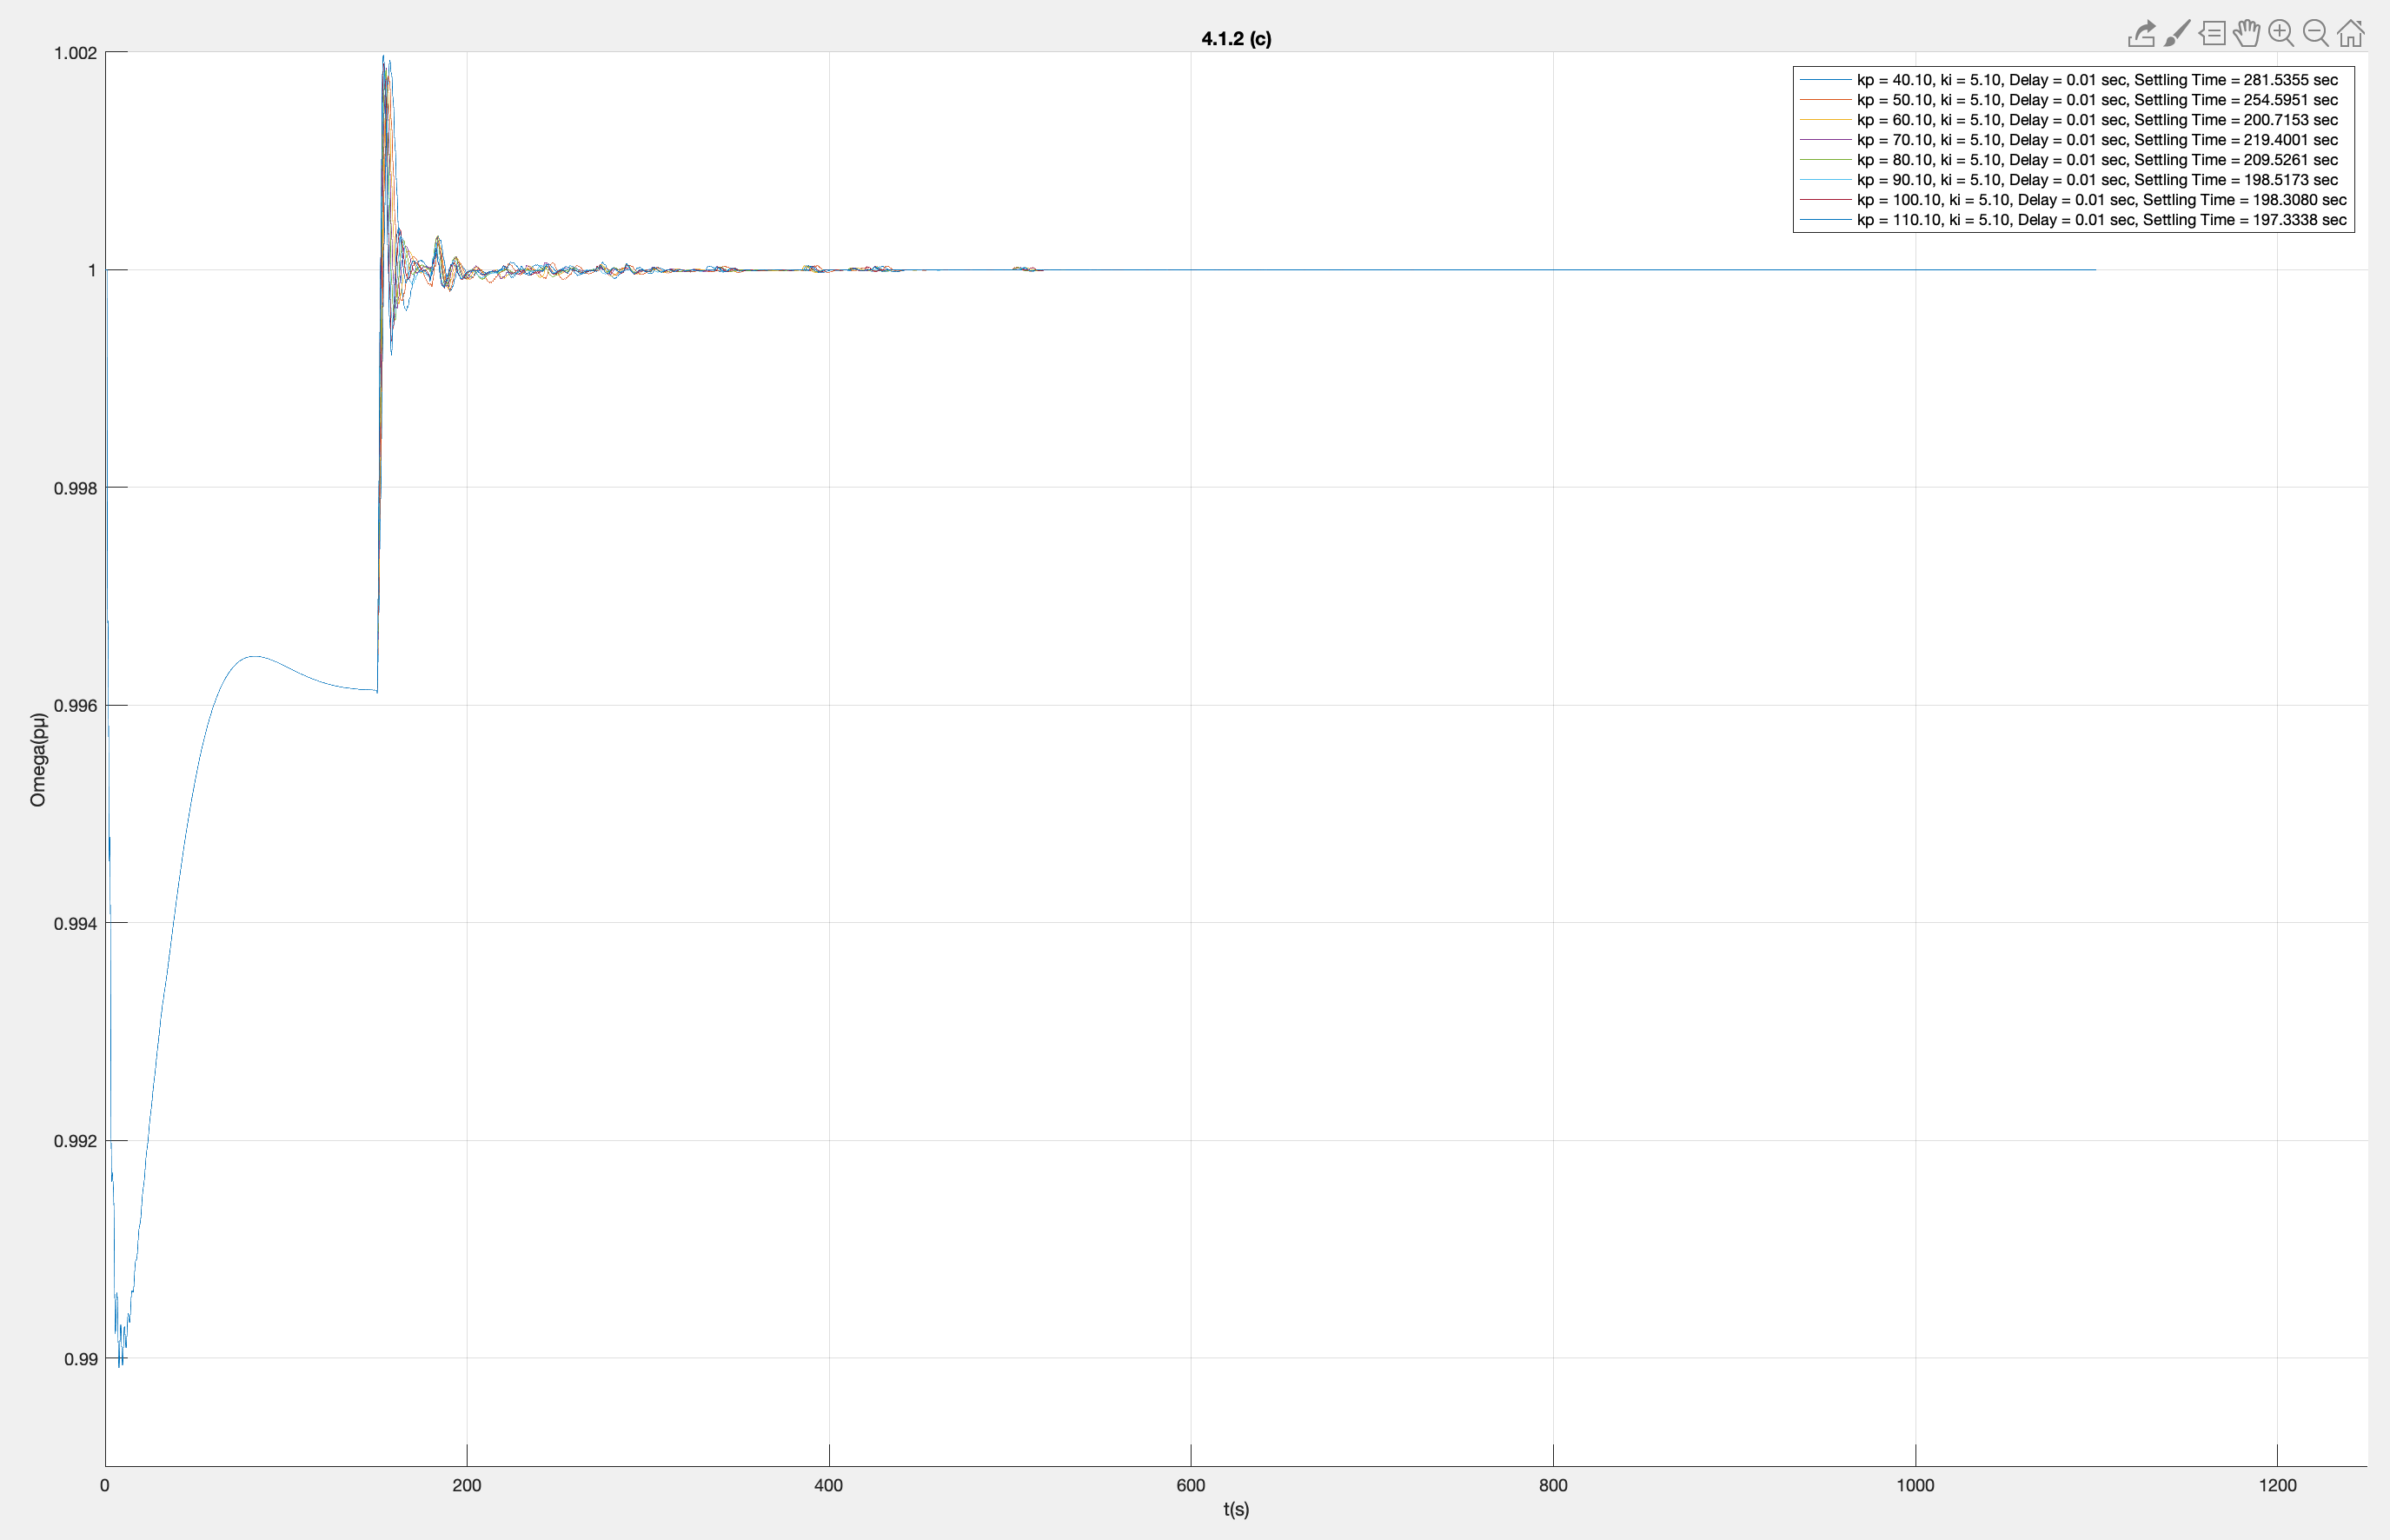 4.1.2 (c)
kp = 40.10, ki = 5.10, Delay = 0.01 sec, Settling Time = 281.5355 sec
kp = 50.10, ki = 5.10, Delay = 0.01 sec, Settling Time = 254.5951 sec
kp = 60.10, ki = 5.10, Delay = 0.01 sec, Settling Time = 200.7153 sec
kp = 70.10, ki = 5.10, Delay = 0.01 sec, Settling Time = 219.4001 sec
kp = 80.10, ki = 5.10, Delay = 0.01 sec, Settling Time = 209.5261 sec
kp = 90.10, ki = 5.10, Delay = 0.01 sec, Settling Time = 198.5173 sec
kp = 100.10, ki = 5.10, Delay = 0.01 sec, Settling Time = 198.3080 sec
kp = 110.10, ki = 5.10, Delay = 0.01 sec, Settling Time = 197.3338 sec
1.002
1
0.998
0.996
0.994
0.992
0.99
Omega(pμ)
0 200 400 600 800 1000 1200
t(s)